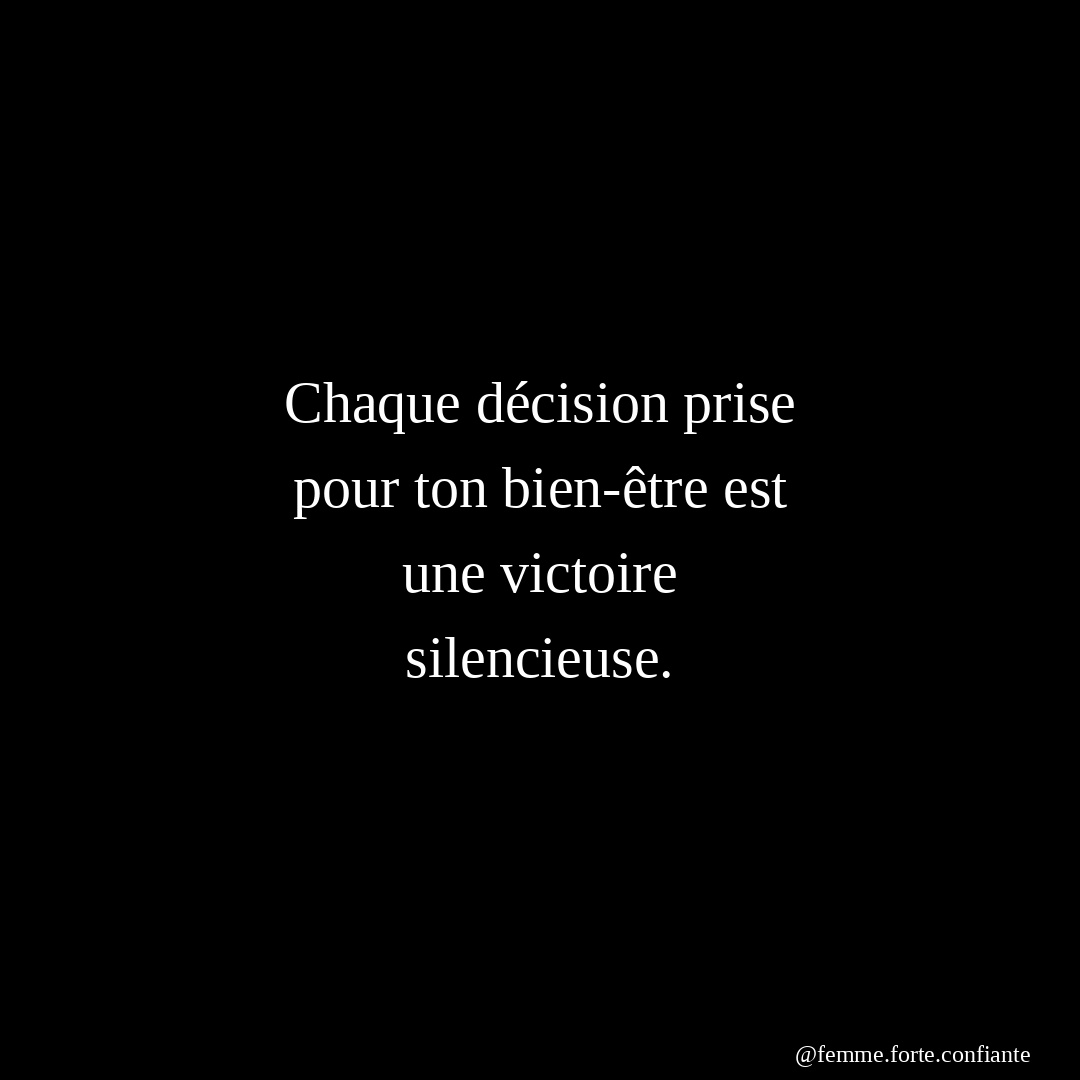 Chaque décision prise
pour ton bien-être est
une victoire
silencieuse.
@femme.forte.confiante